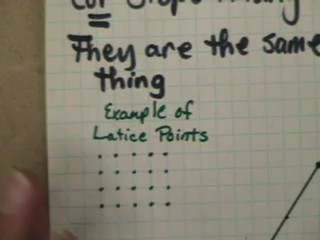 They are the same
thing
Example of
Latice Points